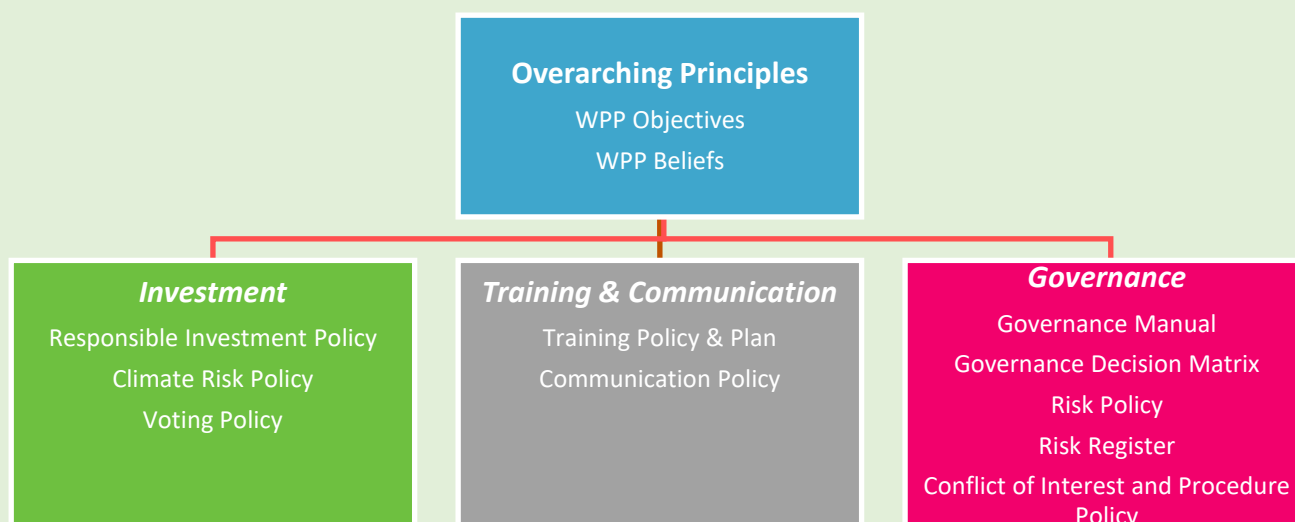 Overarching Principles
WPP Objectives
WPP Beliefs
Investment
Responsible Investment Policy
Climate Risk Policy
Voting Policy
Training & Communication
Training Policy & Plan
Communication Policy
Governance
Governance Manual
Governance Decision Matrix
Risk Policy
Risk Register
Conflict of Interest and Procedure
Policy